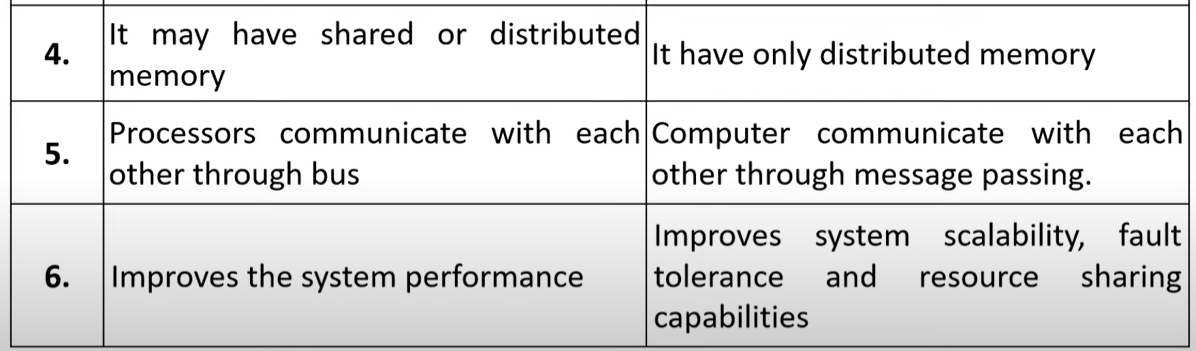 4.
It may have shared or distributed
memory
It have only distributed memory
5.
Processors communicate with each
other through bus
Computer communicate with each
other through message passing.
6.
Improves the system performance
Improves system scalability, fault
tolerance and resource sharing
capabilities